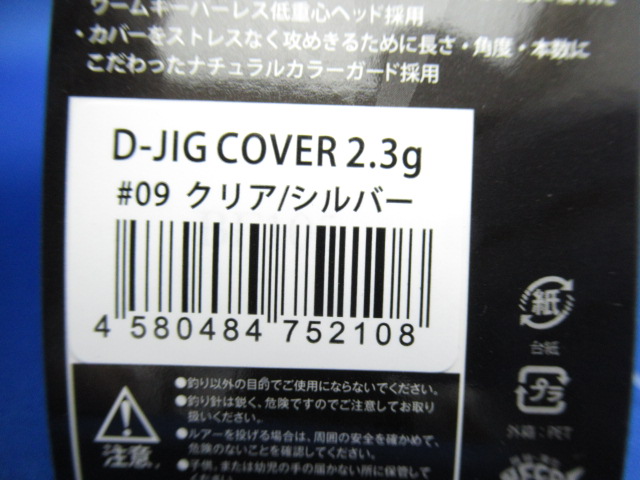 ワームキーパーレス低重心ヘッド採用
・カバーをストレスなく攻めきるために長さ・角度・本数に
こだわったナチュラルカラーガード採用
D-JIG COVER 2.3g
#09 クリア/シルバー
4 580484 752108
注意
●釣り以外の目的でご使用にならないでください。
●釣り針は鋭く、危険ですのでご注意してお取り
扱いください。
●ルアーを投げる場合は、周囲の安全を確かめて、
危険のないことを確認してください。
●子供、または幼児の手の届かない所に保管して
紙
台紙
プラ
外箱:PET